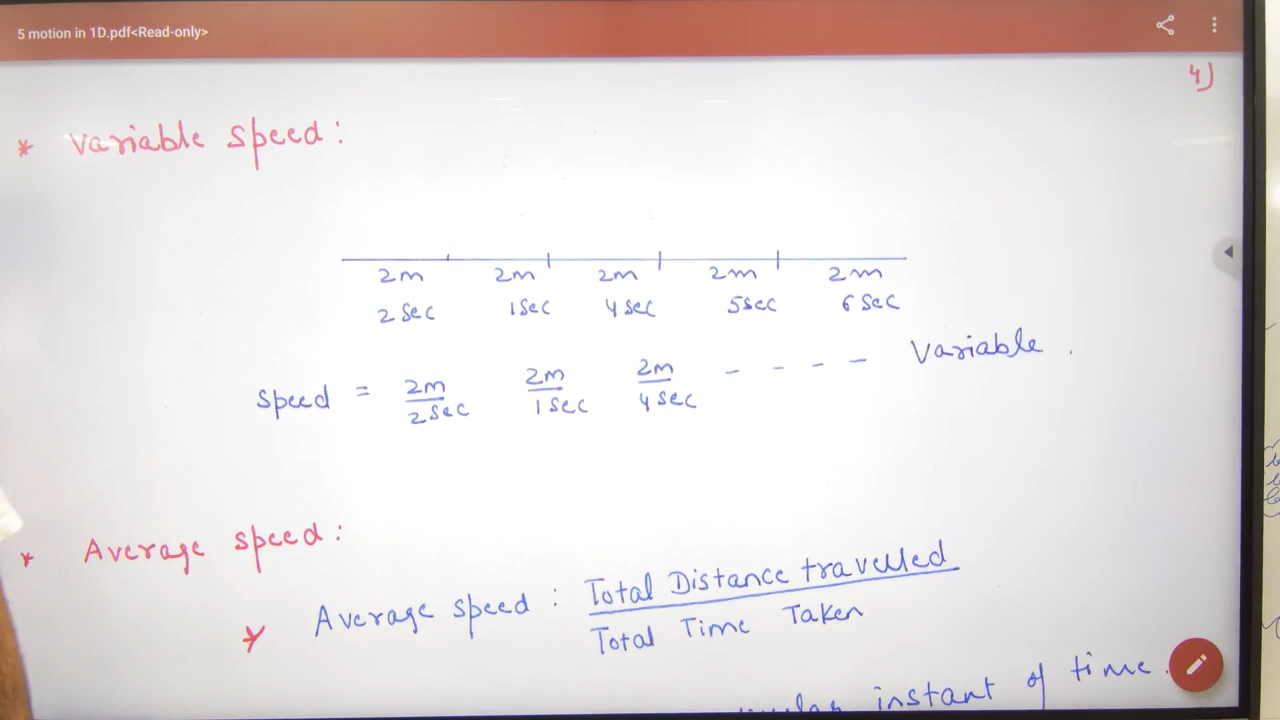 5 motion in 1D.pdf<Read-only>
4)
* Variable speed:
2m 2m 2m 2m 2m
2 Sec 1Sec 4 sec 5sec 6 Sec
Speed = 2m/2Sec 2m/1Sec 2m/4 Sec - - - - Variable.
* Average speed:
* Average speed : Total Distance travelled
Total Time Taken
instant of time.